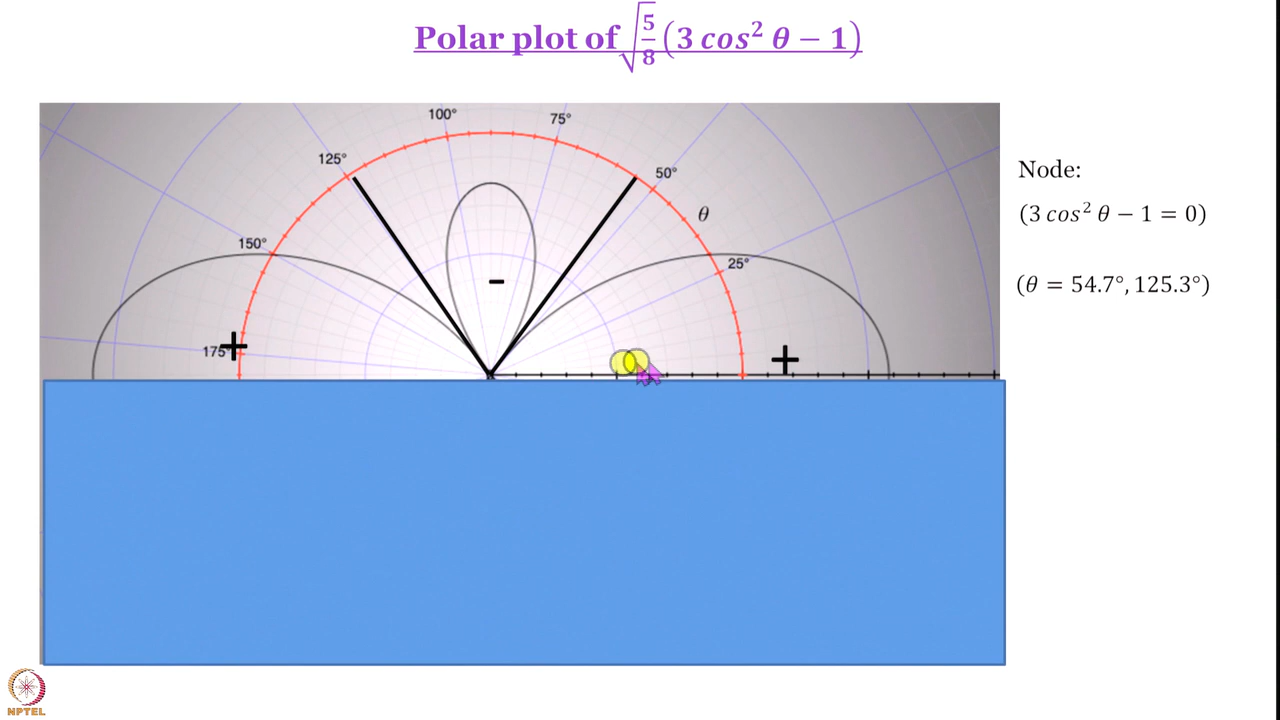 Polar plot of √5/8 (3 cos² θ − 1)
100°
75°
125°
50°
Node:
θ
(3 cos² θ − 1 = 0)
150°
25°
−
(θ = 54.7°, 125.3°)
175°
+
+
NPTEL